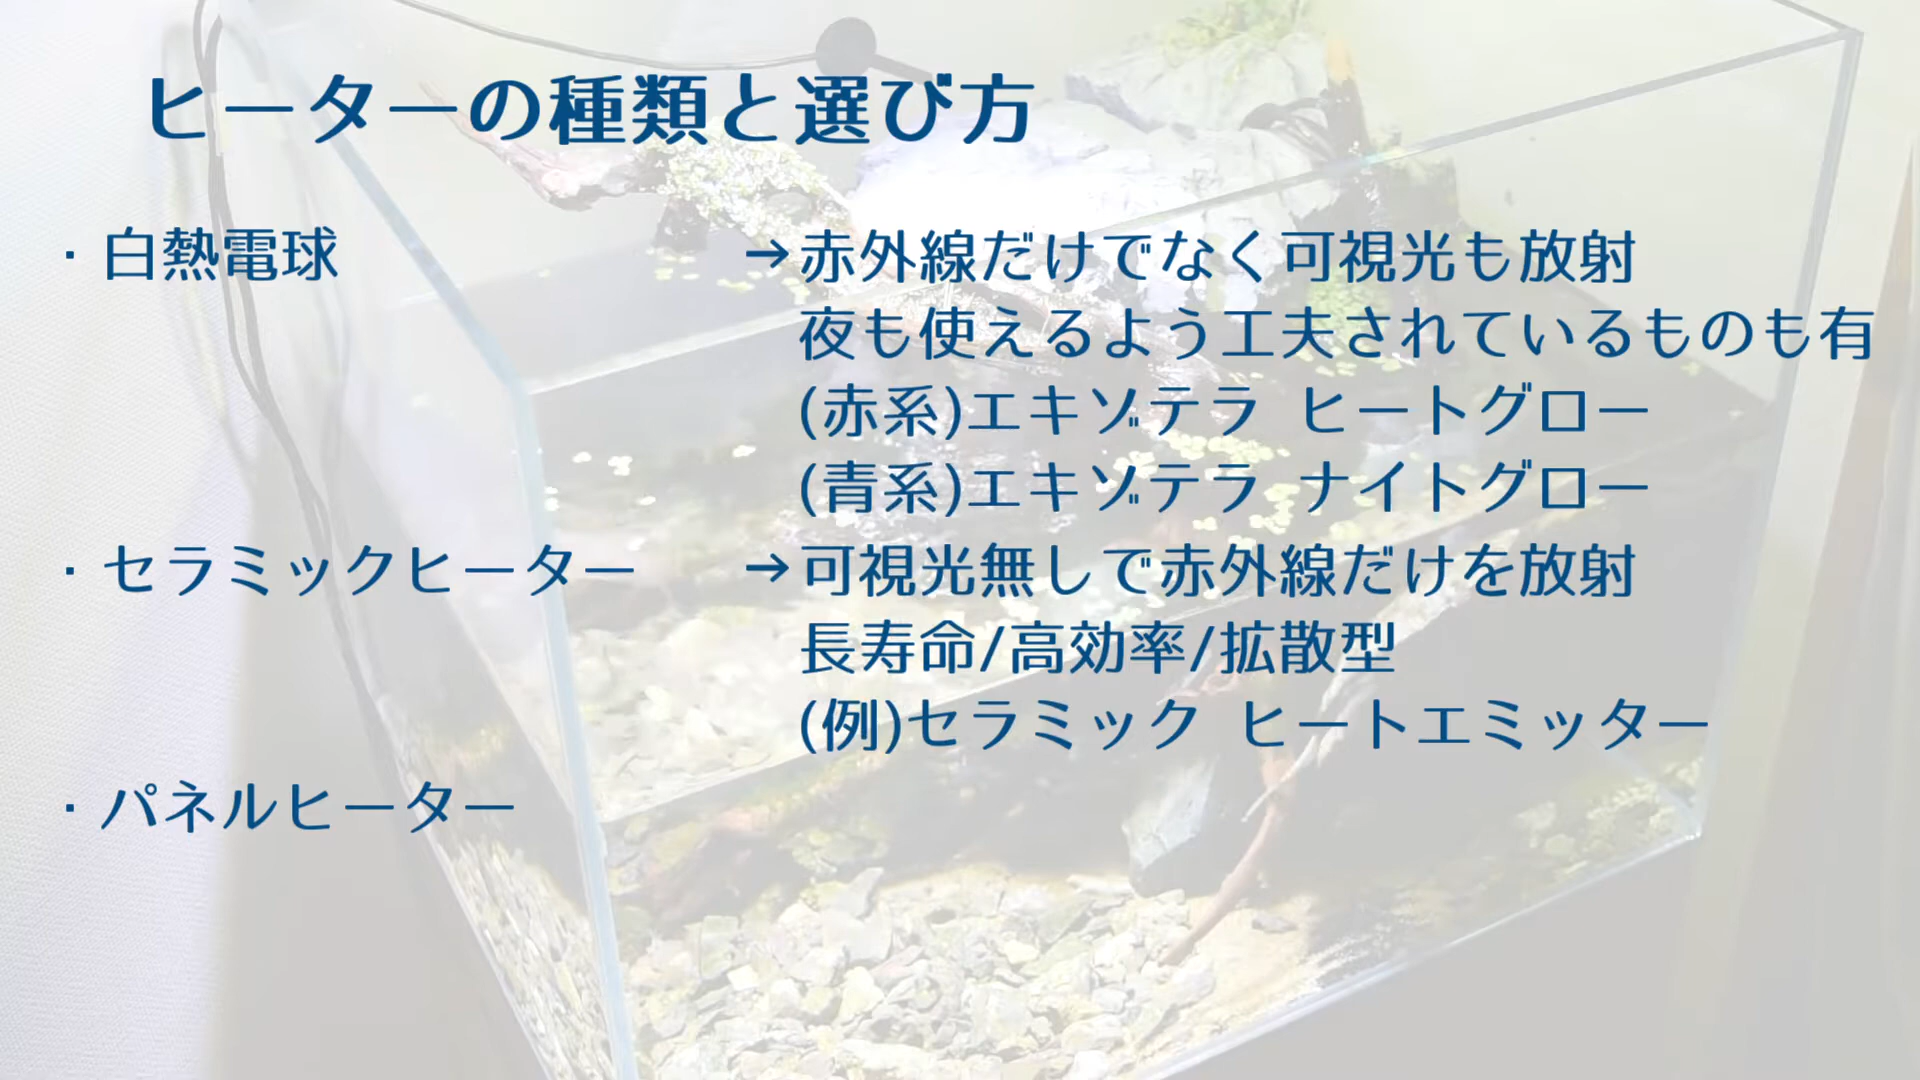 ヒーターの種類と選び方
・白熱電球 →赤外線だけでなく可視光も放射
夜も使えるよう工夫されているものも有
(赤系)エキゾテラ ヒートグロー
(青系)エキゾテラ ナイトグロー
・セラミックヒーター →可視光無しで赤外線だけを放射
長寿命/高効率/拡散型
(例)セラミック ヒートエミッター
・パネルヒーター